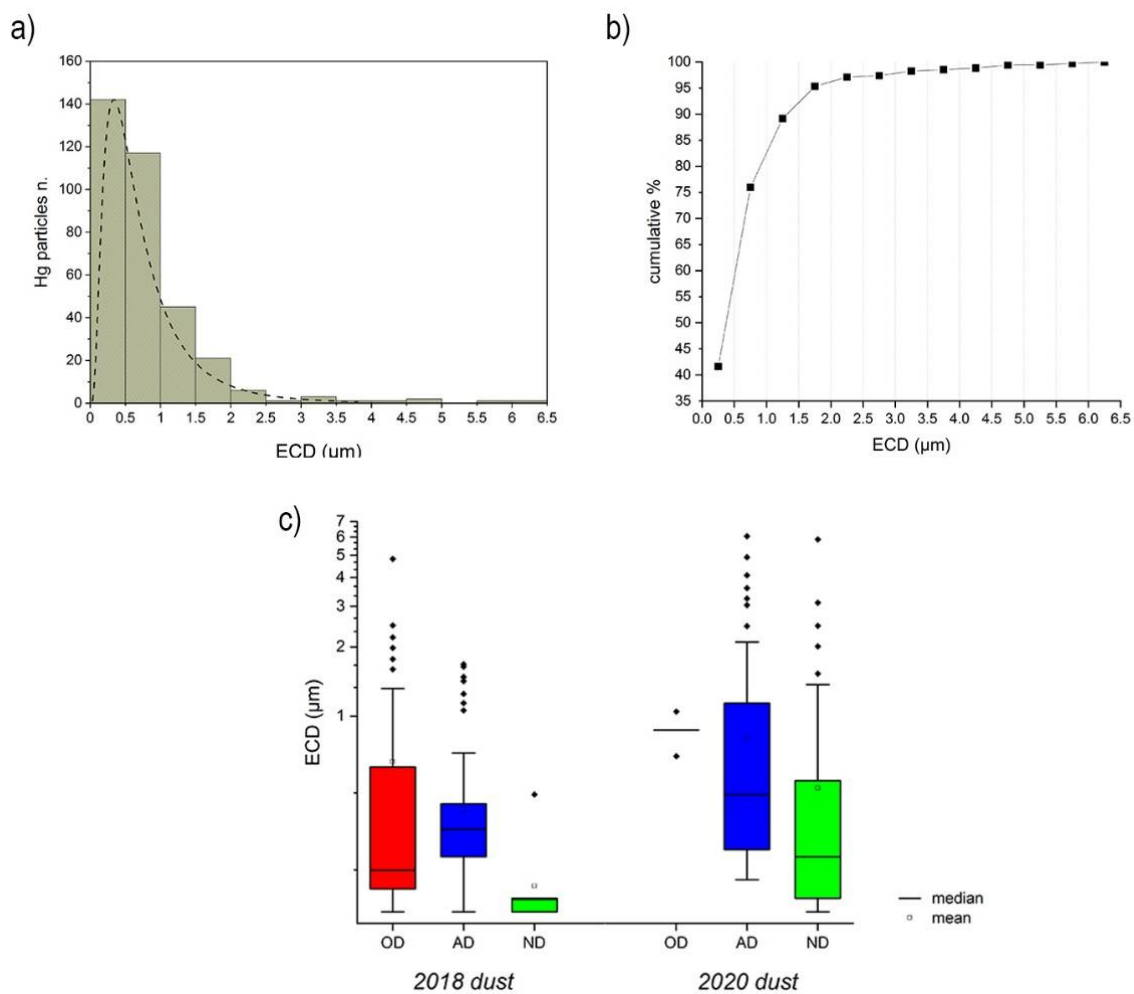 a)
160
140
120
100
80
60
40
20
0
Hg particles n.
0 0.5 1 1.5 2 2.5 3 3.5 4 4.5 5 5.5 6 6.5
ECD (µm)
b)
100
95
90
85
80
75
70
65
60
55
50
45
40
35
cumulative %
0.0 0.5 1.0 1.5 2.0 2.5 3.0 3.5 4.0 4.5 5.0 5.5 6.0 6.5
ECD (µm)
c)
7
6
5
4
3
2
1
ECD (µm)
median
mean
OD AD ND OD AD ND
2018 dust 2020 dust